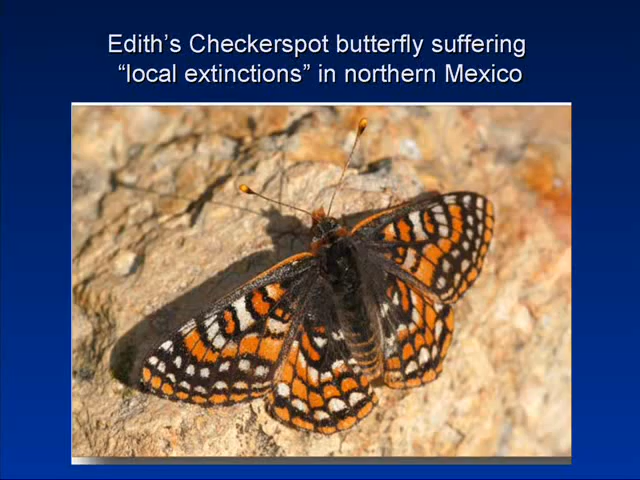 Edith’s Checkerspot butterfly suffering
“local extinctions” in northern Mexico